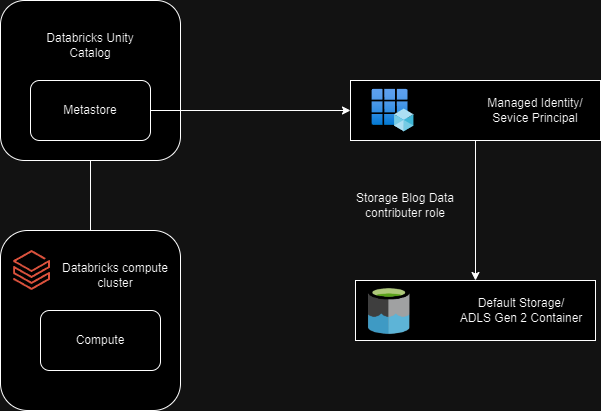 Databricks Unity
Catalog
Metastore
Managed Identity/
Sevice Principal
Storage Blog Data
contributer role
Databricks compute
cluster
Compute
Default Storage/
ADLS Gen 2 Container